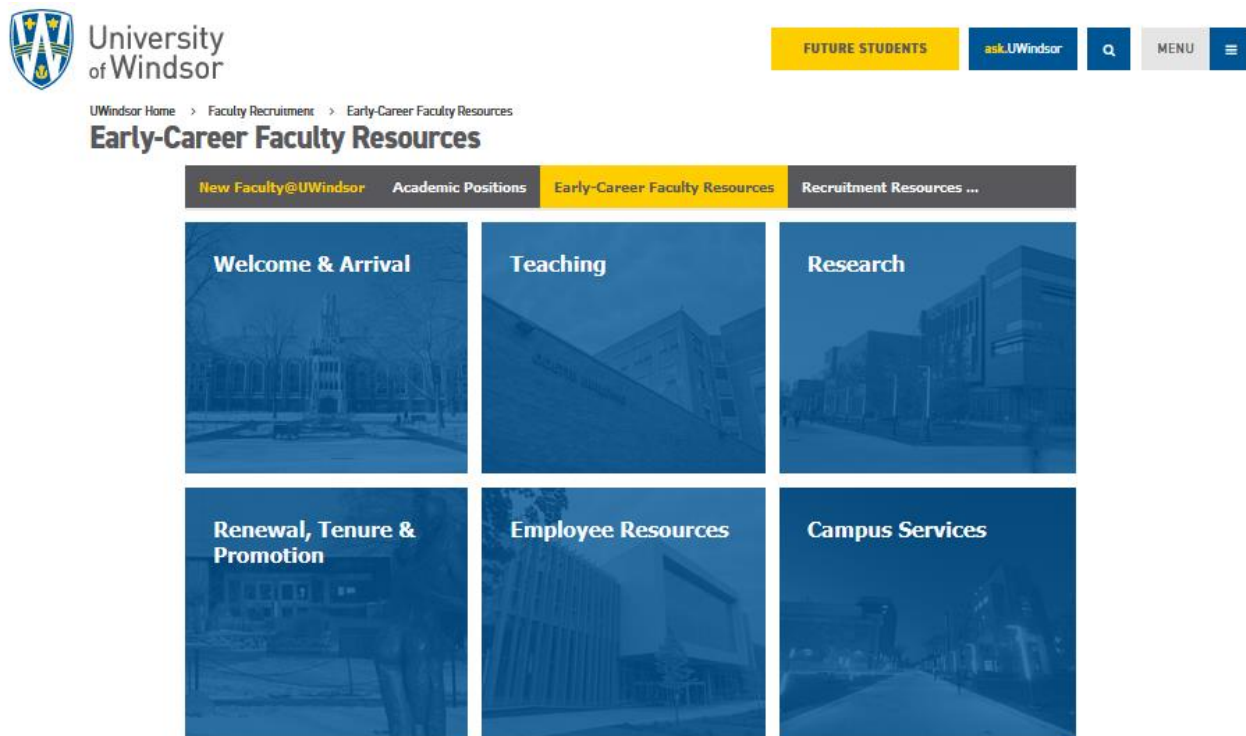 University
of Windsor
FUTURE STUDENTS
ask.UWindsor
MENU
UWindsor Home > Faculty Recruitment > Early-Career Faculty Resources
Early-Career Faculty Resources
New Faculty@UWindsor Academic Positions Early-Career Faculty Resources Recruitment Resources ...
Welcome & Arrival
Teaching
Research
Renewal, Tenure &
Promotion
Employee Resources
Campus Services